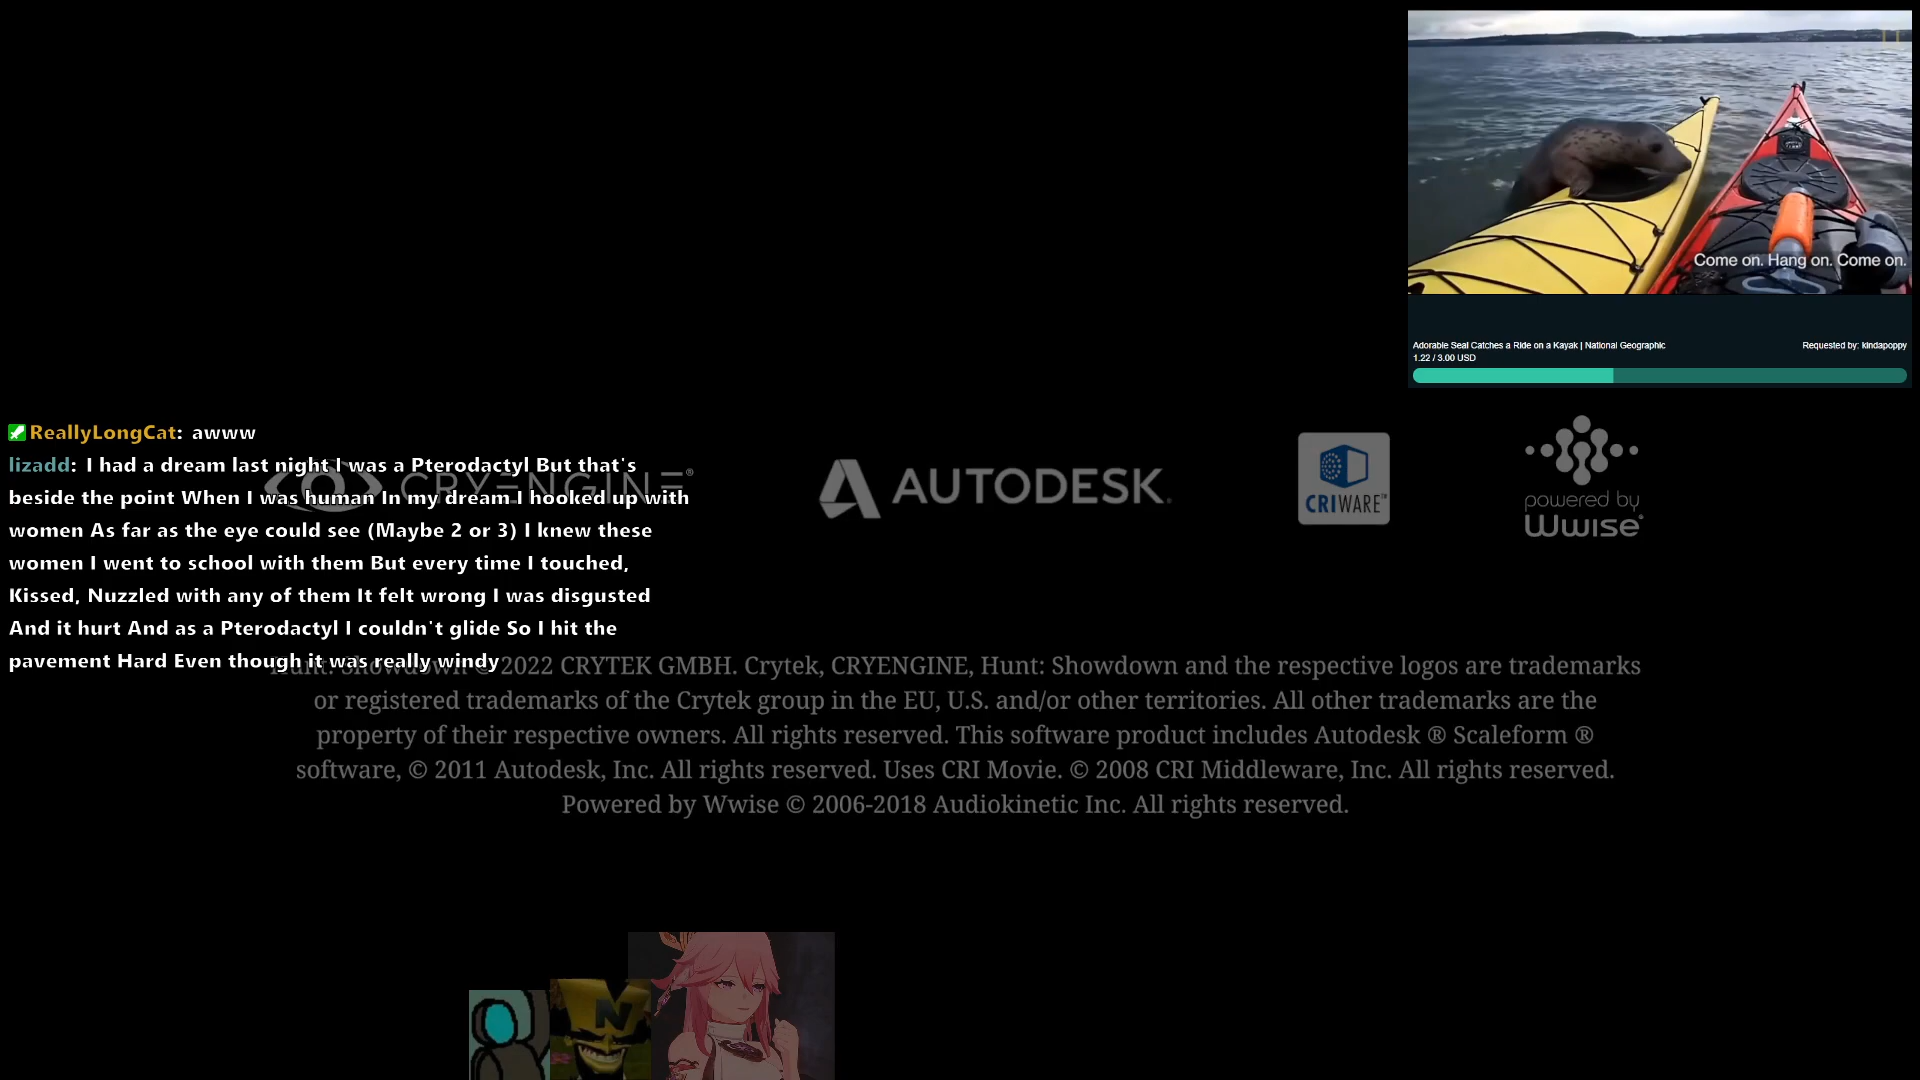 Come on. Hang on. Come on.
Adorable Seal Catches a Ride on a Kayak | National Geographic
Requested by: kindapoppy
1.22 / 3.00 USD
ReallyLongCat: awww
lizadd: I had a dream last night I was a Pterodactyl But that's
beside the point When I was human In my dream I hooked up with
women As far as the eye could see (Maybe 2 or 3) I knew these
women I went to school with them But every time I touched,
Kissed, Nuzzled with any of them It felt wrong I was disgusted
And it hurt And as a Pterodactyl I couldn't glide So I hit the
pavement Hard Even though it was really windy
CRYENGINE®
AUTODESK.
CRIWARE™
powered by
Wwise®
Hunt: Showdown © 2022 CRYTEK GMBH. Crytek, CRYENGINE, Hunt: Showdown and the respective logos are trademarks
or registered trademarks of the Crytek group in the EU, U.S. and/or other territories. All other trademarks are the
property of their respective owners. All rights reserved. This software product includes Autodesk ® Scaleform ®
software, © 2011 Autodesk, Inc. All rights reserved. Uses CRI Movie. © 2008 CRI Middleware, Inc. All rights reserved.
Powered by Wwise © 2006-2018 Audiokinetic Inc. All rights reserved.
N